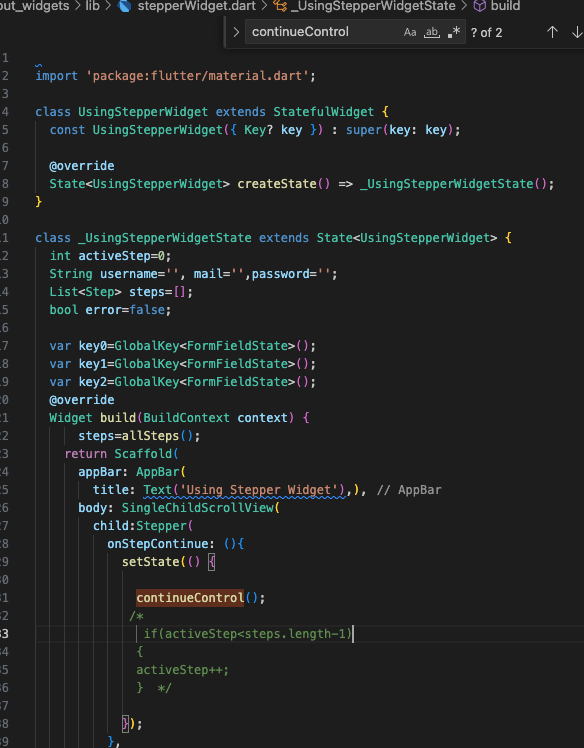 out_widgets > lib > stepperWidget.dart > _UsingStepperWidgetState > build
continueControl Aa ab .* ? of 2
1
2 import 'package:flutter/material.dart';
3
4 class UsingStepperWidget extends StatefulWidget {
5 const UsingStepperWidget({ Key? key }) : super(key: key);
6
7 @override
8 State<UsingStepperWidget> createState() => _UsingStepperWidgetState();
9 }
10
11 class _UsingStepperWidgetState extends State<UsingStepperWidget> {
12 int activeStep=0;
13 String username='', mail='',password='';
14 List<Step> steps=[];
15 bool error=false;
16
17 var key0=GlobalKey<FormFieldState>();
18 var key1=GlobalKey<FormFieldState>();
19 var key2=GlobalKey<FormFieldState>();
20 @override
21 Widget build(BuildContext context) {
22 steps=allSteps();
23 return Scaffold(
24 appBar: AppBar(
25 title: Text('Using Stepper Widget'),), // AppBar
26 body: SingleChildScrollView(
27 child:Stepper(
28 onStepContinue: (){
29 setState(() {
30
31 continueControl();
32 /*
33 if(activeStep<steps.length-1)
34 {
35 activeStep++;
36 } */
37
38 });
39 },